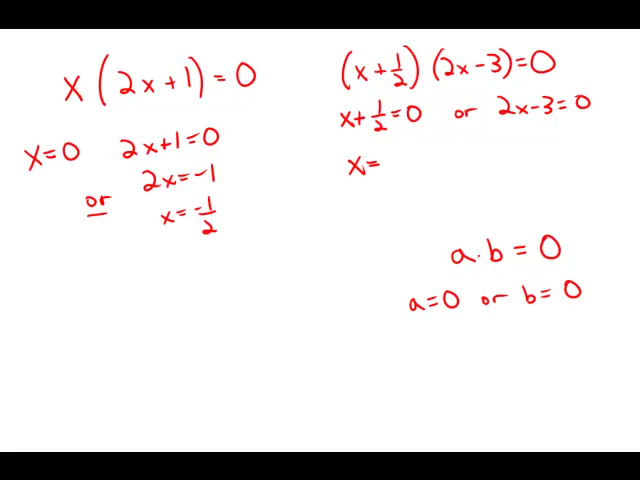 x(2x+1)=0
x=0 2x+1=0
or 2x=-1
x=-1/2
(x+1/2)(2x-3)=0
x+1/2=0 or 2x-3=0
x=
a·b=0
a=0 or b=0